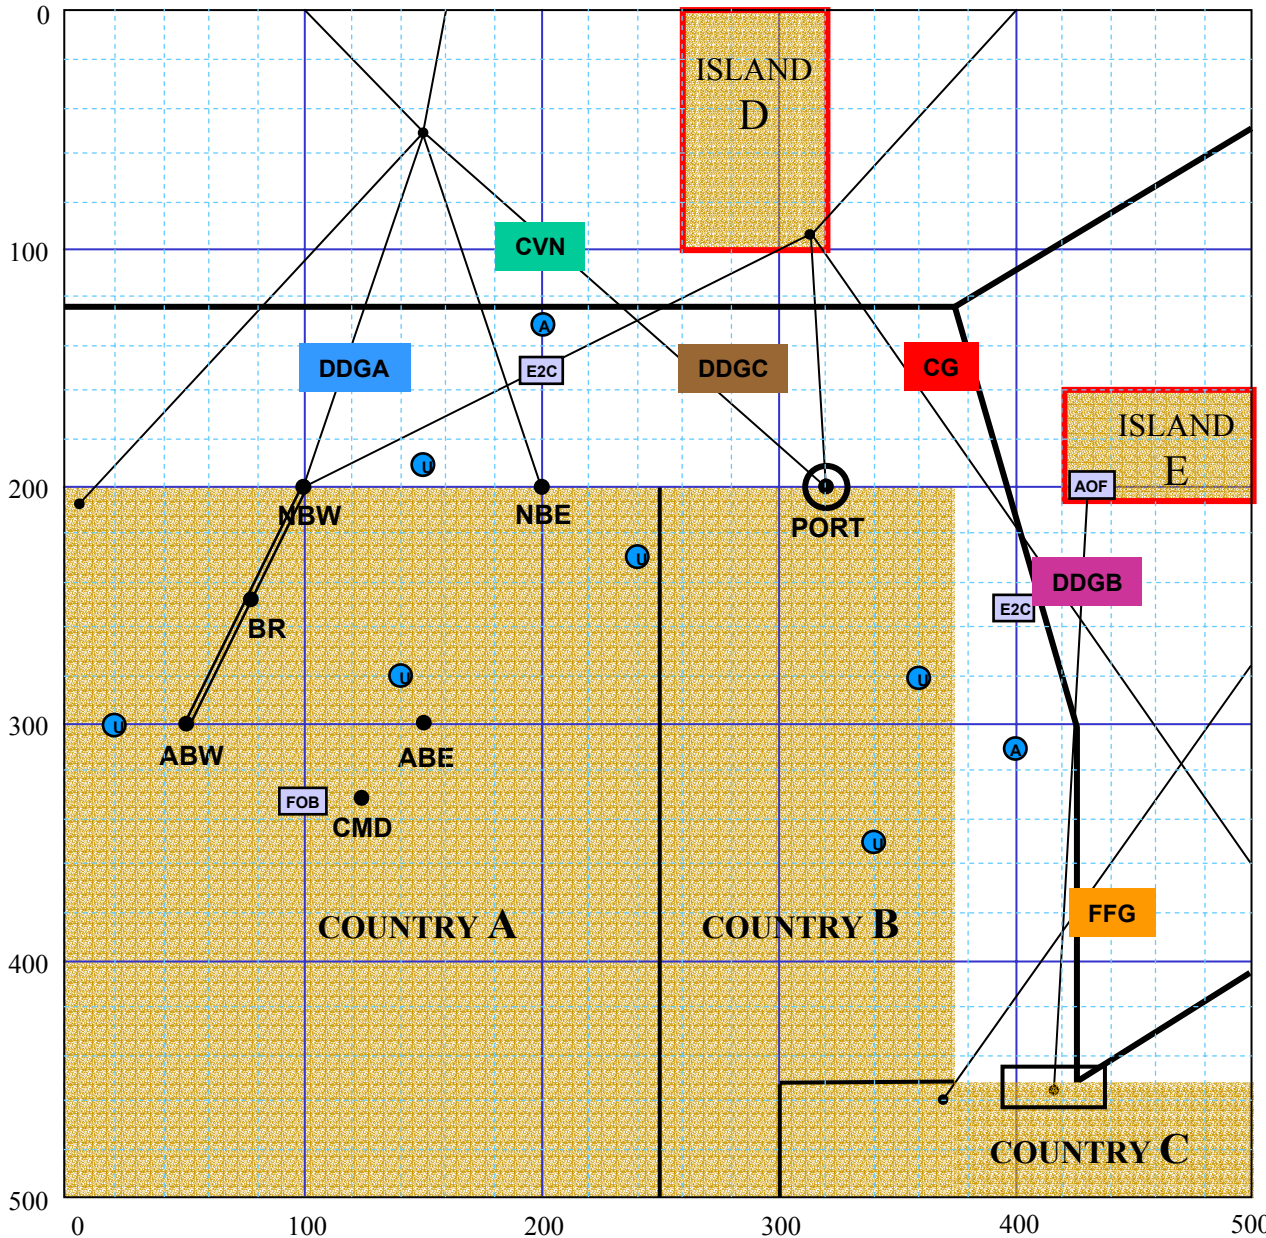 0
ISLAND
D
CVN
100
A
DDGA
E2C
DDGC
CG
ISLAND
E
U
AOF
200
NBW
NBE
PORT
U
DDGB
E2C
BR
U
U
U
300
ABW
ABE
A
FOB
CMD
U
COUNTRY A
COUNTRY B
FFG
400
COUNTRY C
500
0
100
200
300
400
500